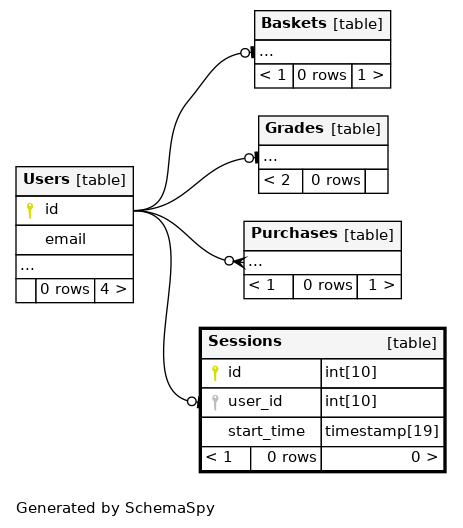 Baskets [table]
...
< 1 0 rows 1 >
Grades [table]
...
< 2 0 rows
Users [table]
id
email
...
0 rows 4 >
Purchases [table]
...
< 1 0 rows 1 >
Sessions [table]
id int[10]
user_id int[10]
start_time timestamp[19]
< 1 0 rows 0 >
Generated by SchemaSpy